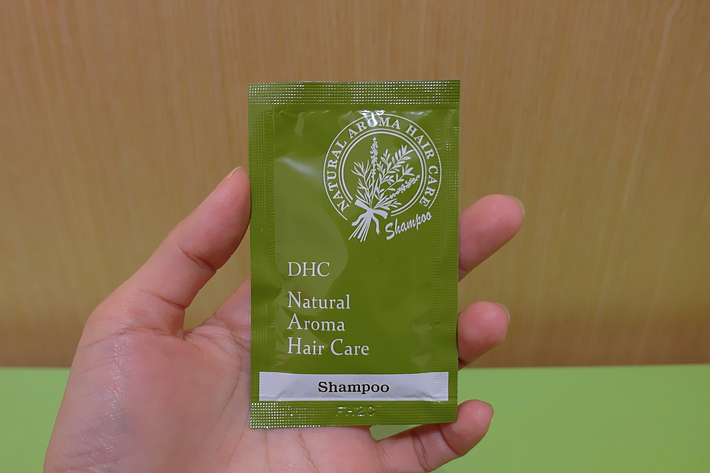 NATURAL AROMA HAIR CARE
Shampoo
DHC
Natural
Aroma
Hair Care
Shampoo